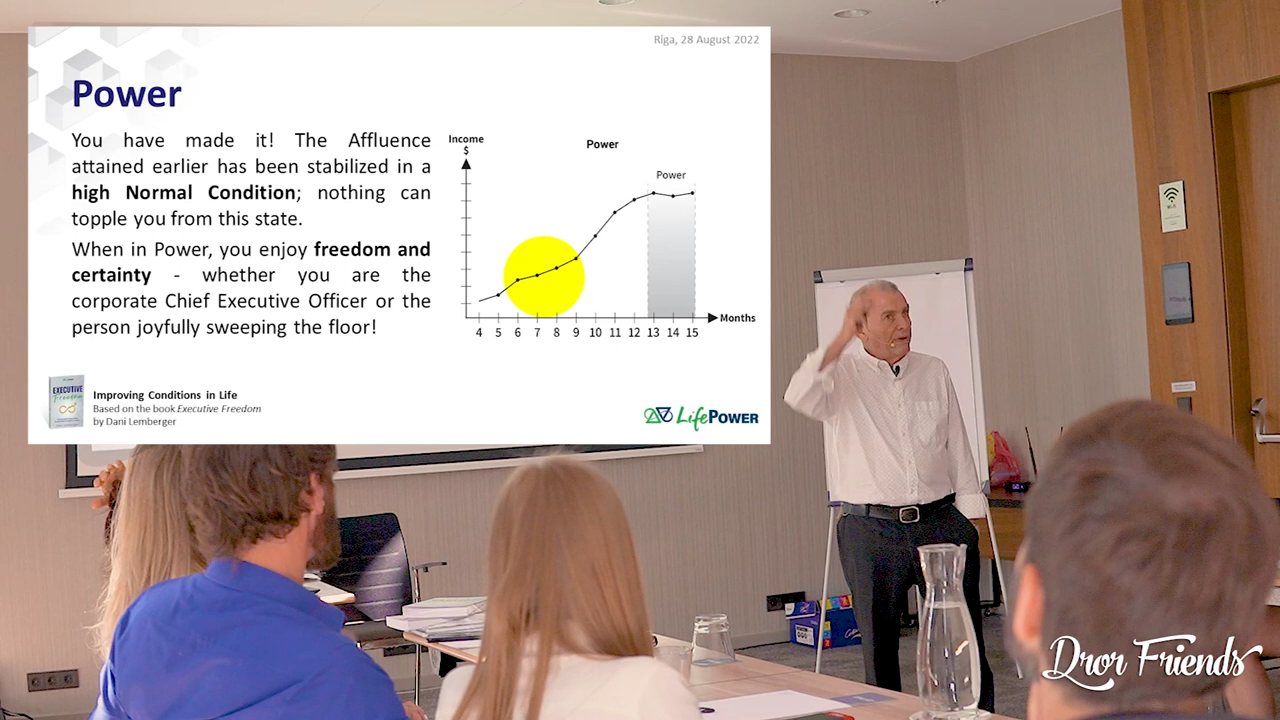 Riga, 28 August 2022
Power
You have made it! The Affluence
attained earlier has been stabilized in a
high Normal Condition; nothing can
topple you from this state.
When in Power, you enjoy freedom and
certainty - whether you are the
corporate Chief Executive Officer or the
person joyfully sweeping the floor!
Income
$
Power
Power
Months
4 5 6 7 8 9 10 11 12 13 14 15
EXECUTIVE
Freedom
Improving Conditions in Life
Based on the book Executive Freedom
by Dani Lemberger
LifePOWER
Dror Friends